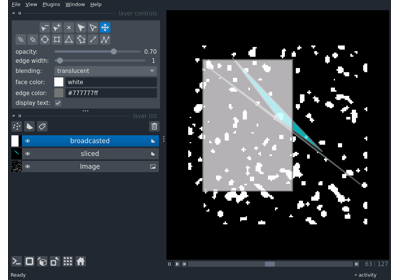 File View Plugins Window Help
layer controls
opacity: 0.70
edge width: 1
blending: translucent
face color: white
edge color: #777777ff
display text:
layer list
broadcasted
sliced
Image
63 127
Ready
activity